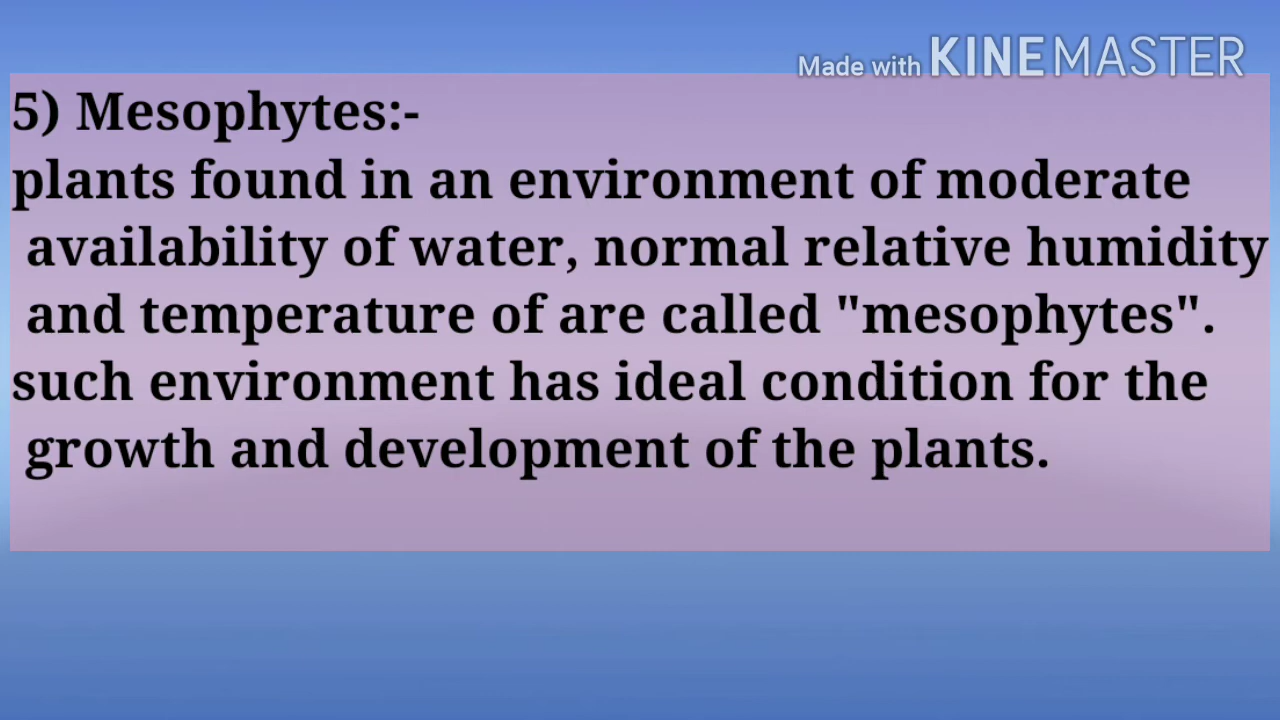 Made with KINEMASTER
5) Mesophytes:-
plants found in an environment of moderate
availability of water, normal relative humidity
and temperature of are called "mesophytes".
such environment has ideal condition for the
growth and development of the plants.